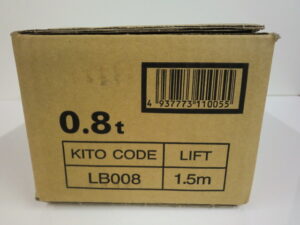 4 937773 110055
0.8t
KITO CODE LIFT
LB008 1.5m